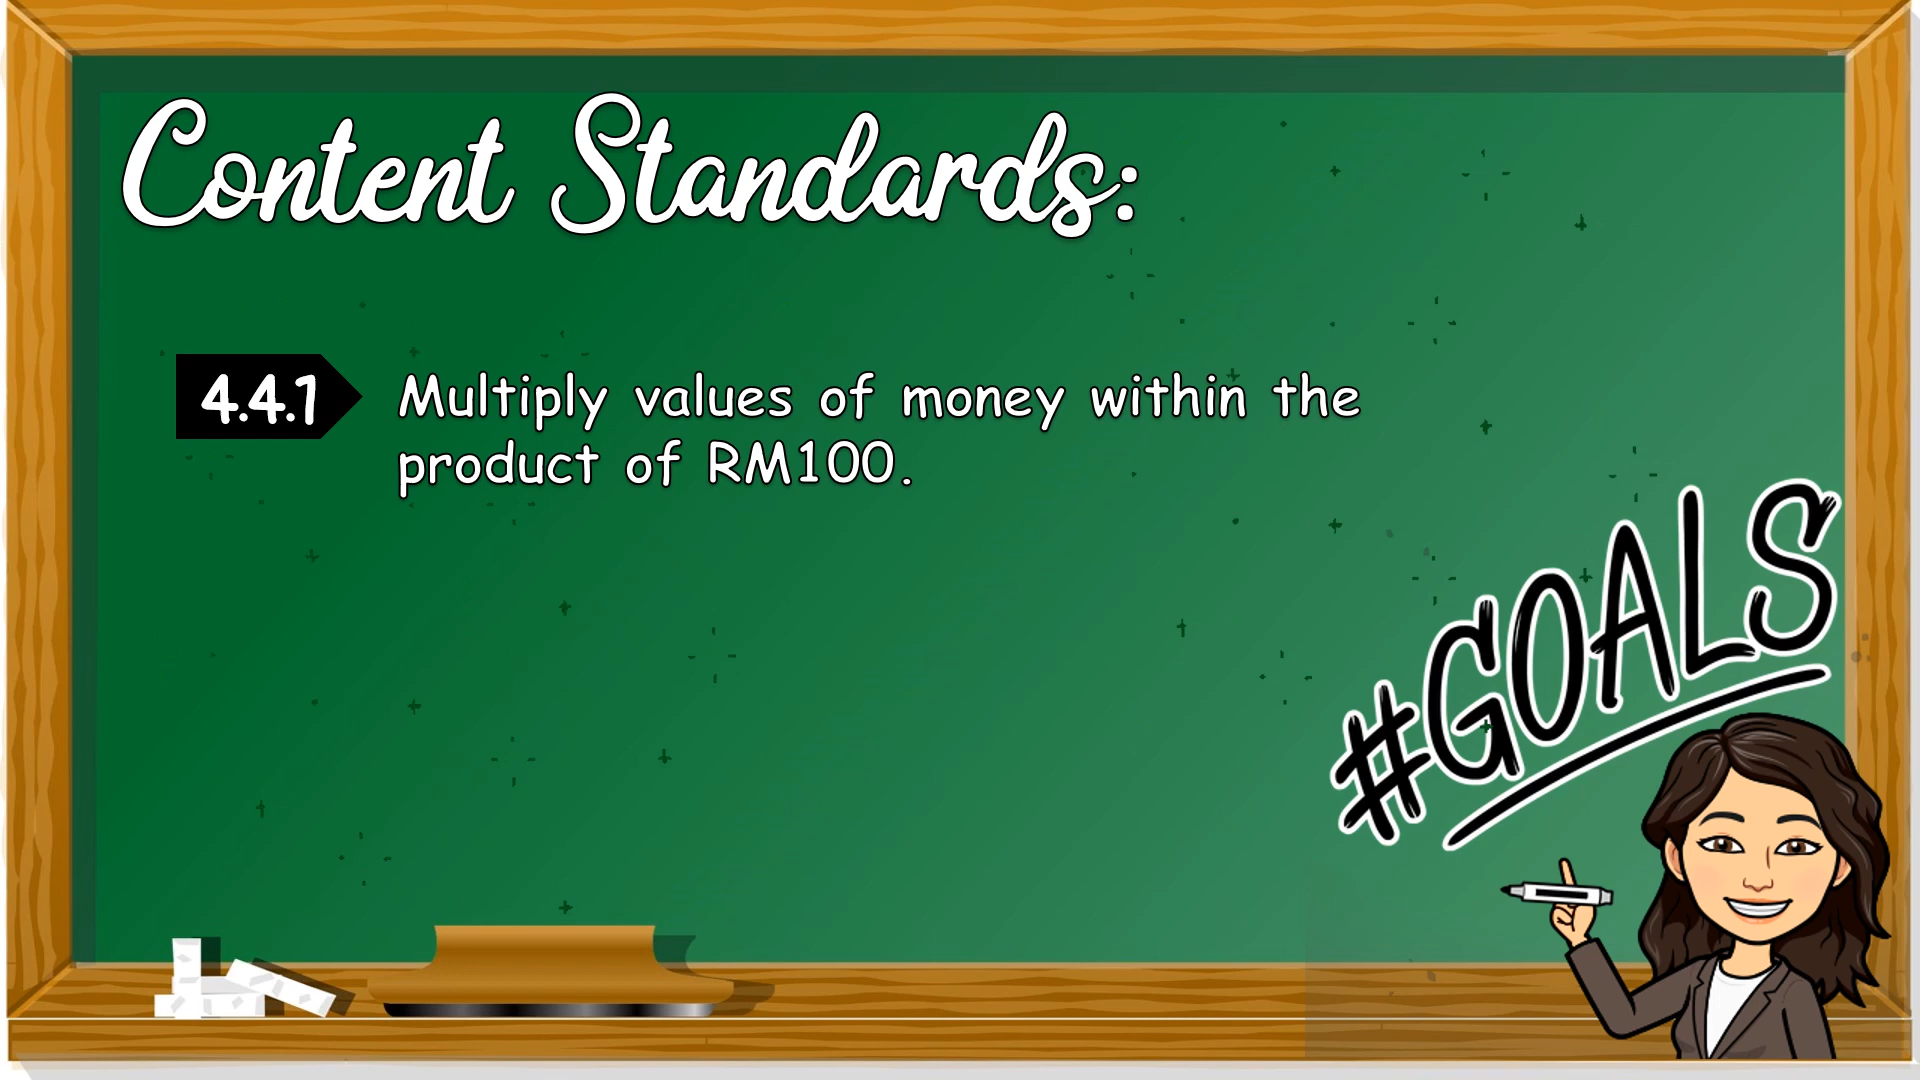 Content Standards:
4.4.1
Multiply values of money within the
product of RM100.
#GOALS